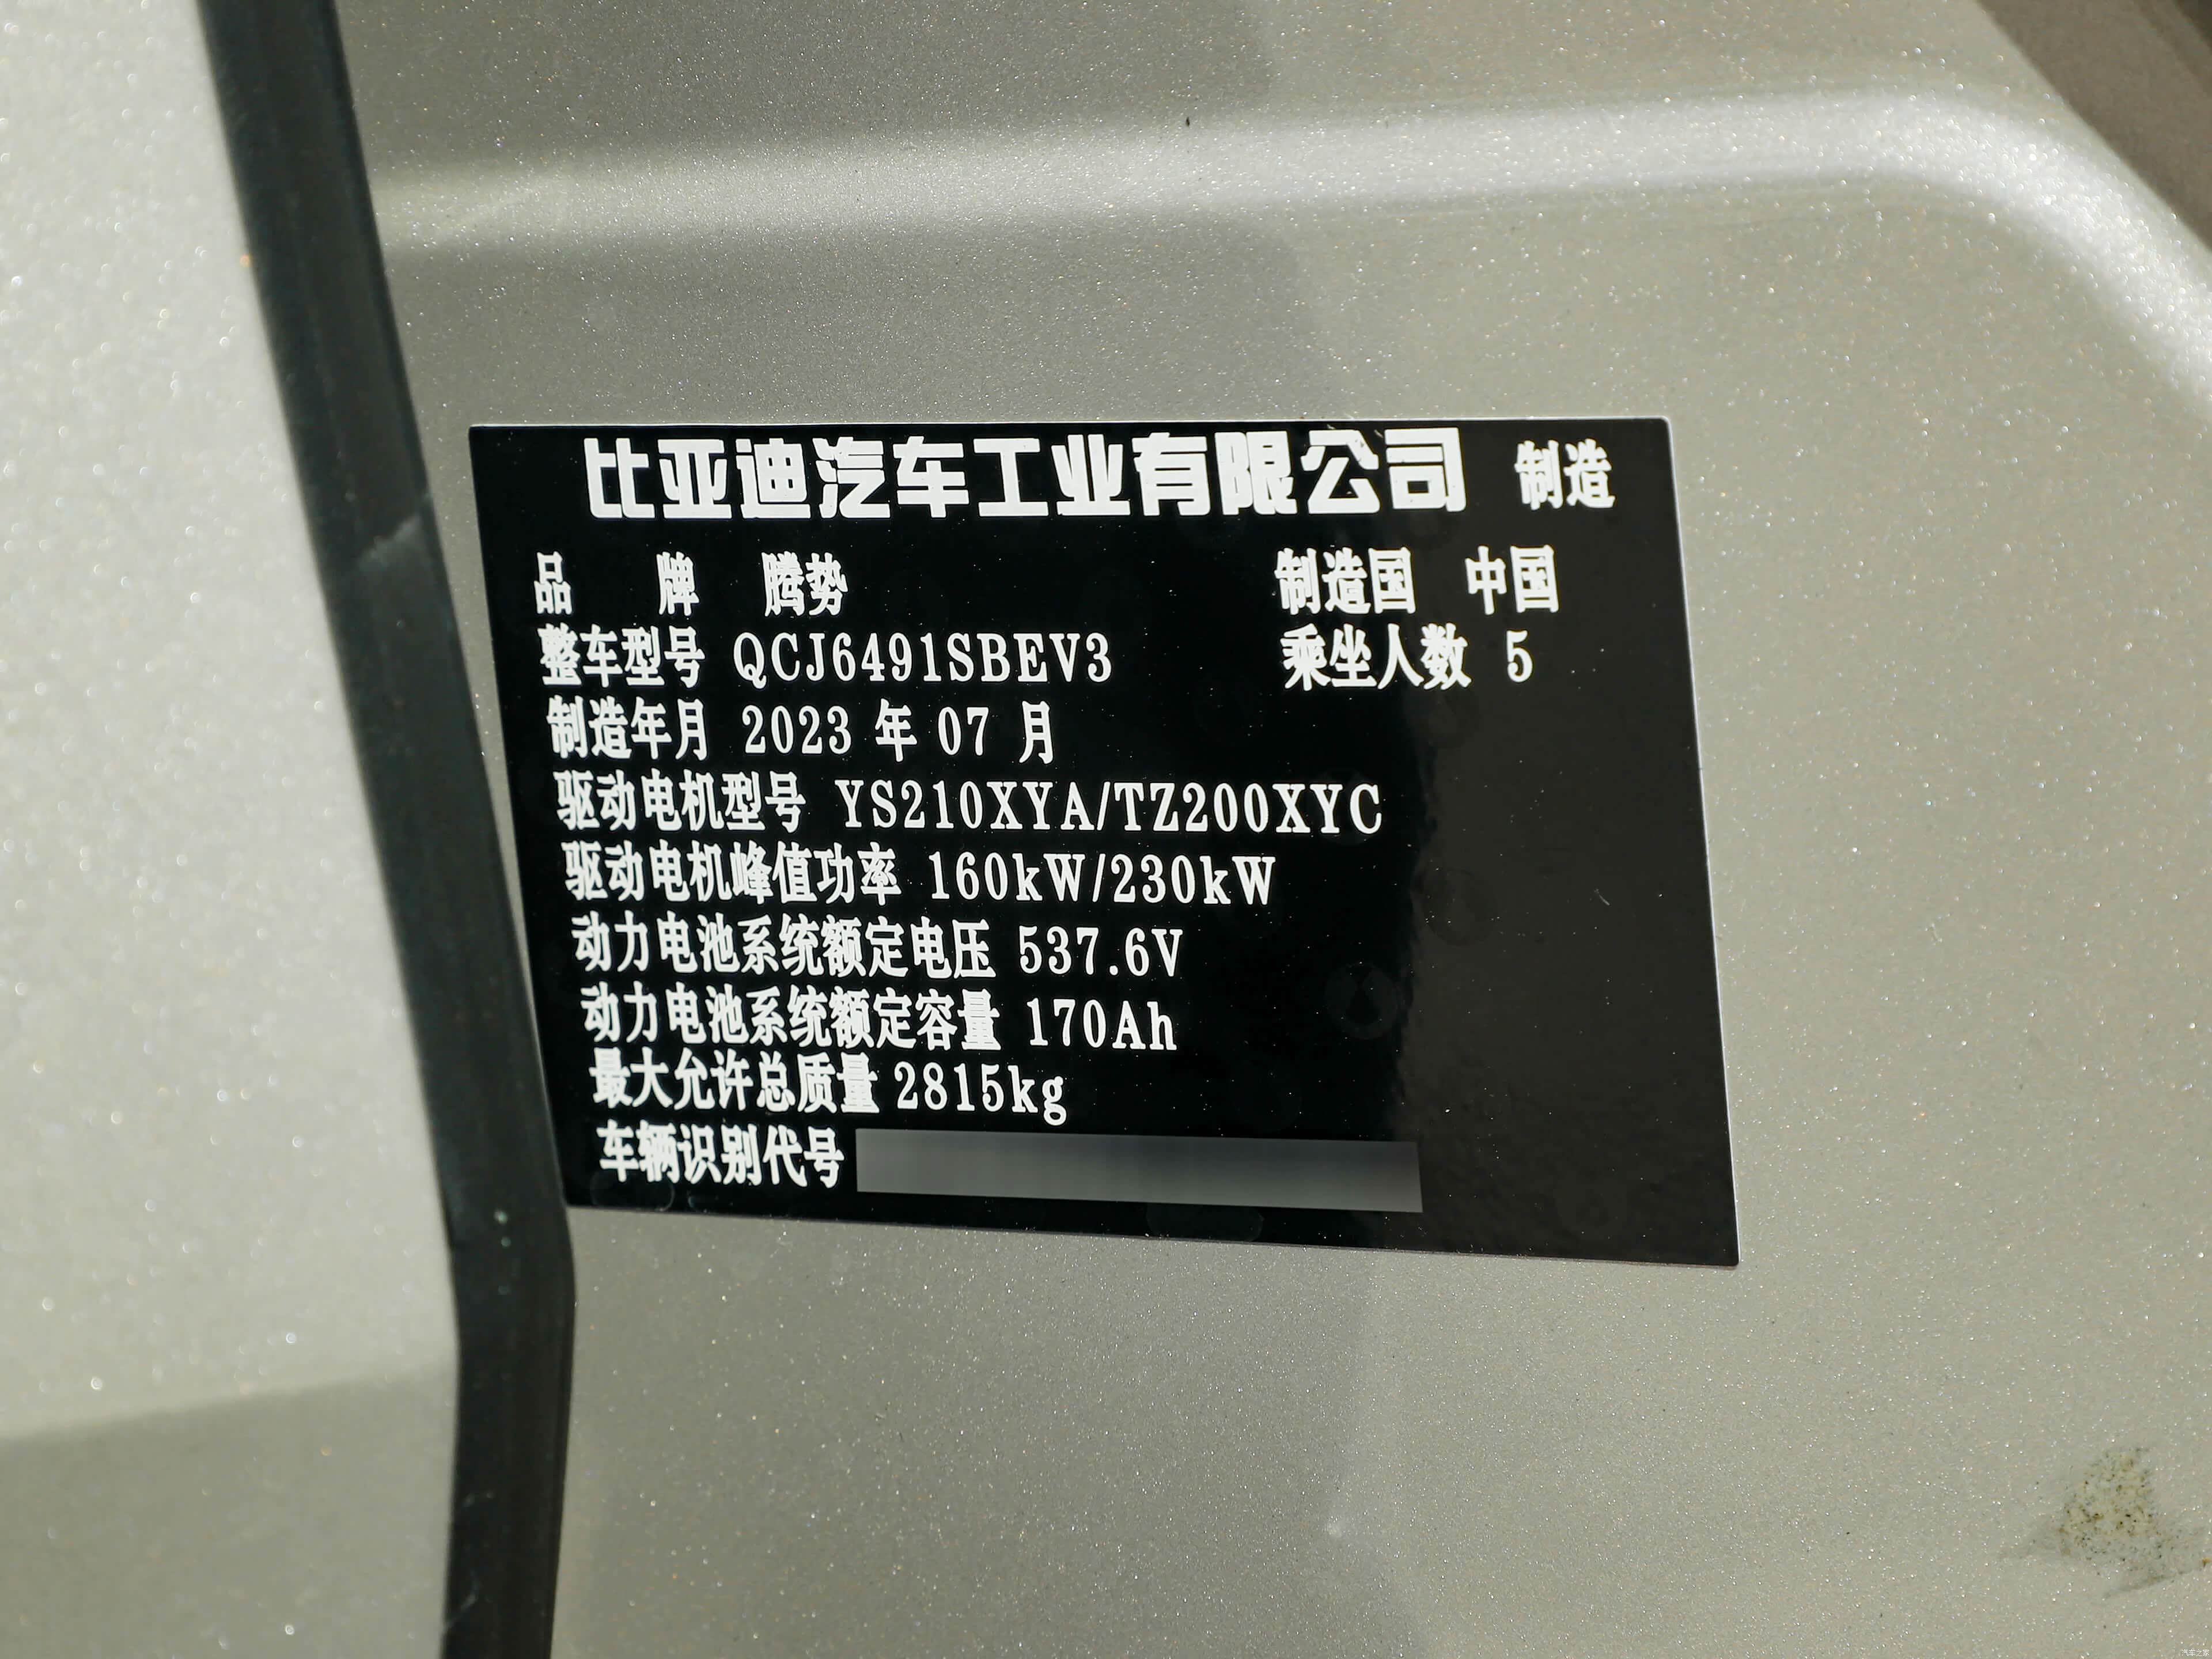 比亚迪汽车工业有限公司 制造
品 牌 腾势 制造国 中国
整车型号 QCJ6491SBEV3 乘坐人数 5
制造年月 2023 年 07 月
驱动电机型号 YS210XYA/TZ200XYC
驱动电机峰值功率 160kW/230kW
动力电池系统额定电压 537.6V
动力电池系统额定容量 170Ah
最大允许总质量 2815kg
车辆识别代号
汽车之家